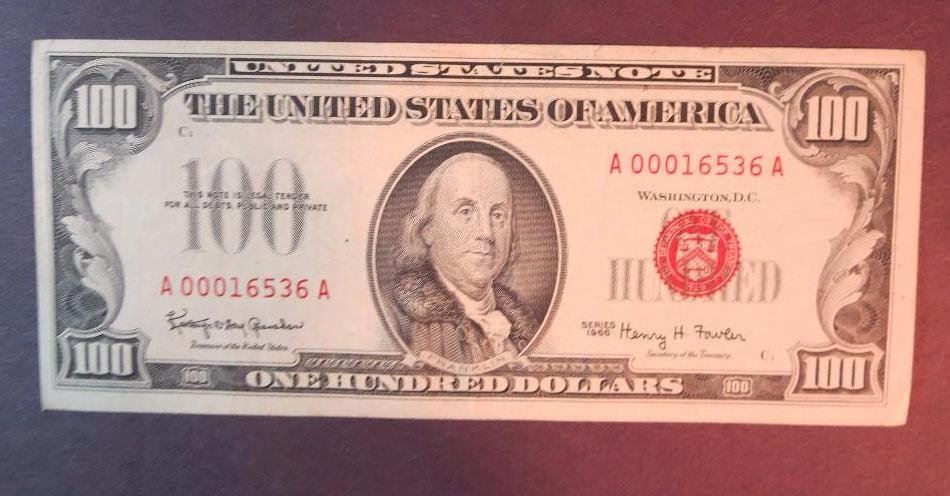 UNITED STATES NOTE
100
THE UNITED STATES OF AMERICA
100
C1
A 00016536 A
100
THIS NOTE IS LEGAL TENDER
FOR ALL DEBTS, PUBLIC AND PRIVATE
WASHINGTON, D.C.
ONE
HUNDRED
A 00016536 A
Treasurer of the United States.
SERIES
1966
Henry H. Fowler
Secretary of the Treasury.
C1
FRANKLIN
100
100
ONE HUNDRED DOLLARS
100
100